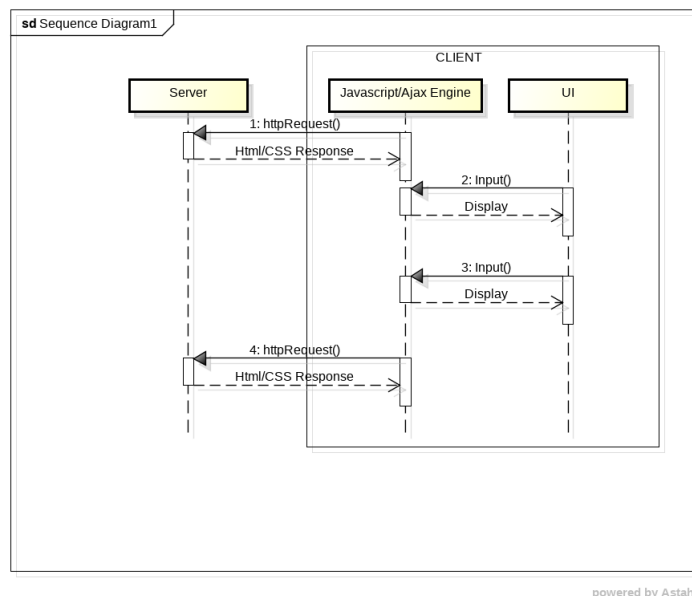 sd Sequence Diagram1
CLIENT
Server
Javascript/Ajax Engine
UI
1: httpRequest()
Html/CSS Response
2: Input()
Display
3: Input()
Display
4: httpRequest()
Html/CSS Response
powered by Astah